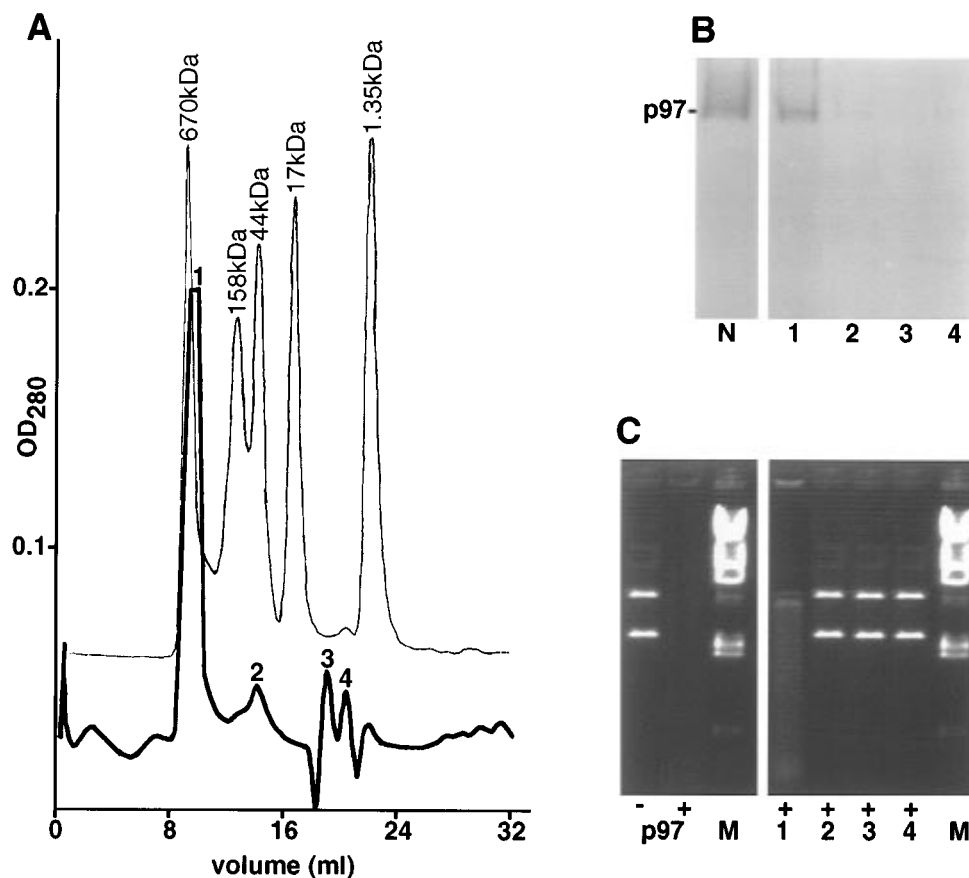 A
670kDa
158kDa
44kDa
17kDa
1.35kDa
1
0.2
OD280
0.1
2
3
4
0 8 16 24 32
volume (ml)
B
p97-
N 1 2 3 4
C
- + + + + +
p97 M 1 2 3 4 M